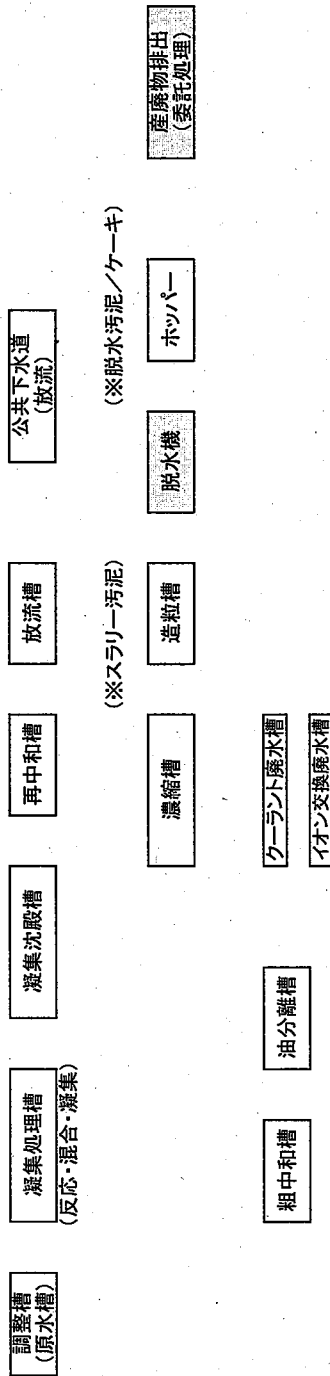 調整槽
(原水槽)
凝集処理槽
(反応・混合・凝集)
凝集沈殿槽
再中和槽
放流槽
公共下水道
(放流)
(※スラリー汚泥)
(※脱水汚泥／ケーキ)
濃縮槽
造粒槽
脱水機
ホッパー
産廃物排出
(委託処理)
粗中和槽
油分離槽
クーラント廃水槽
イオン交換廃水槽